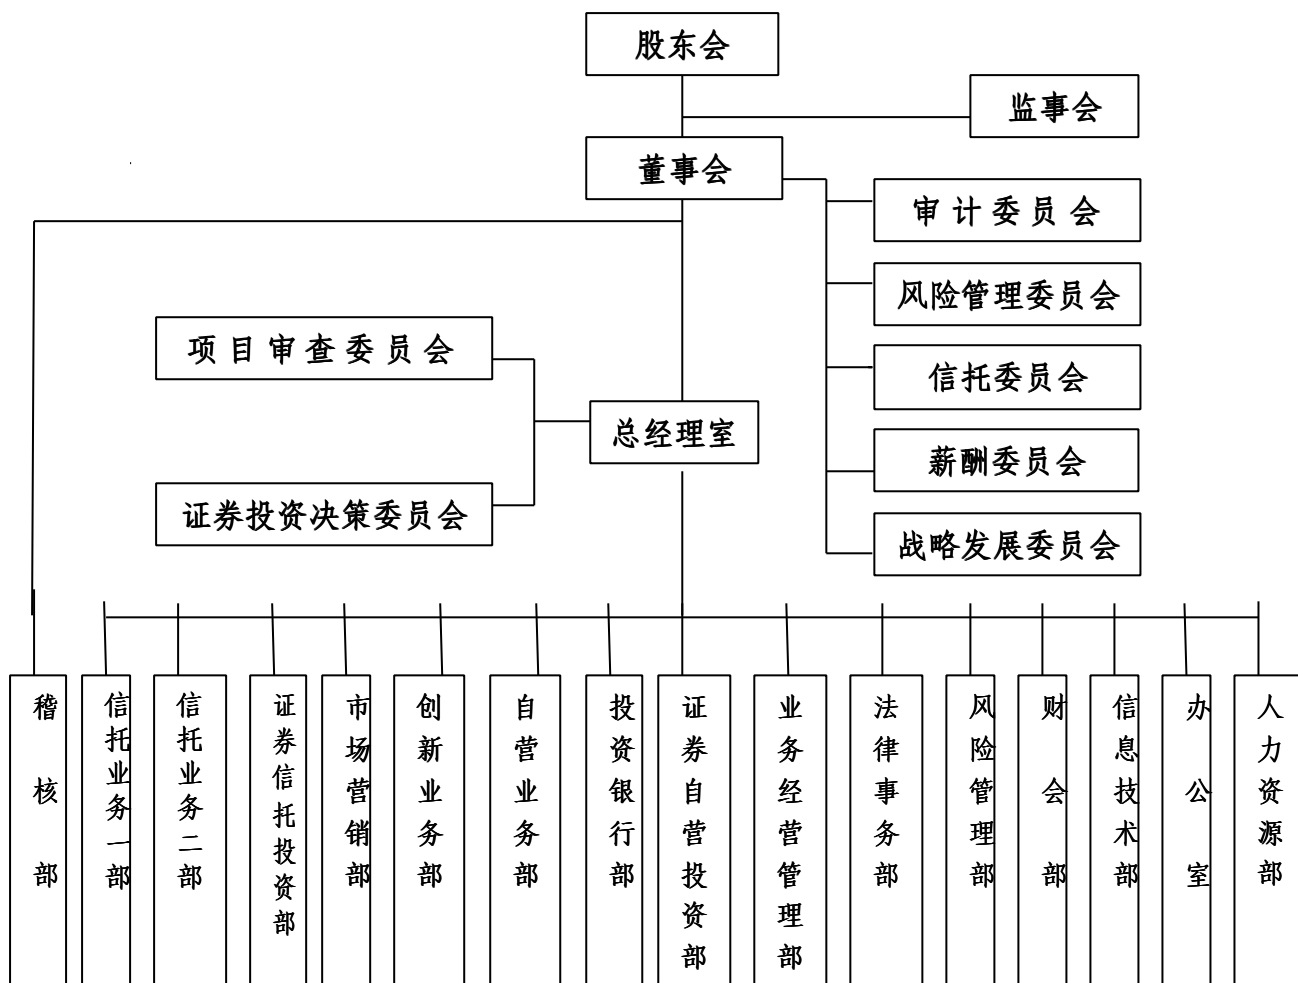 股东会
监事会
董事会
审计委员会
风险管理委员会
项目审查委员会
信托委员会
总经理室
薪酬委员会
证券投资决策委员会
战略发展委员会
稽核部
信托业务一部
信托业务二部
证券信托投资部
市场营销部
创新业务部
自营业务部
投资银行部
证券自营投资部
业务经营管理部
法律事务部
风险管理部
财会部
信息技术部
办公室
人力资源部